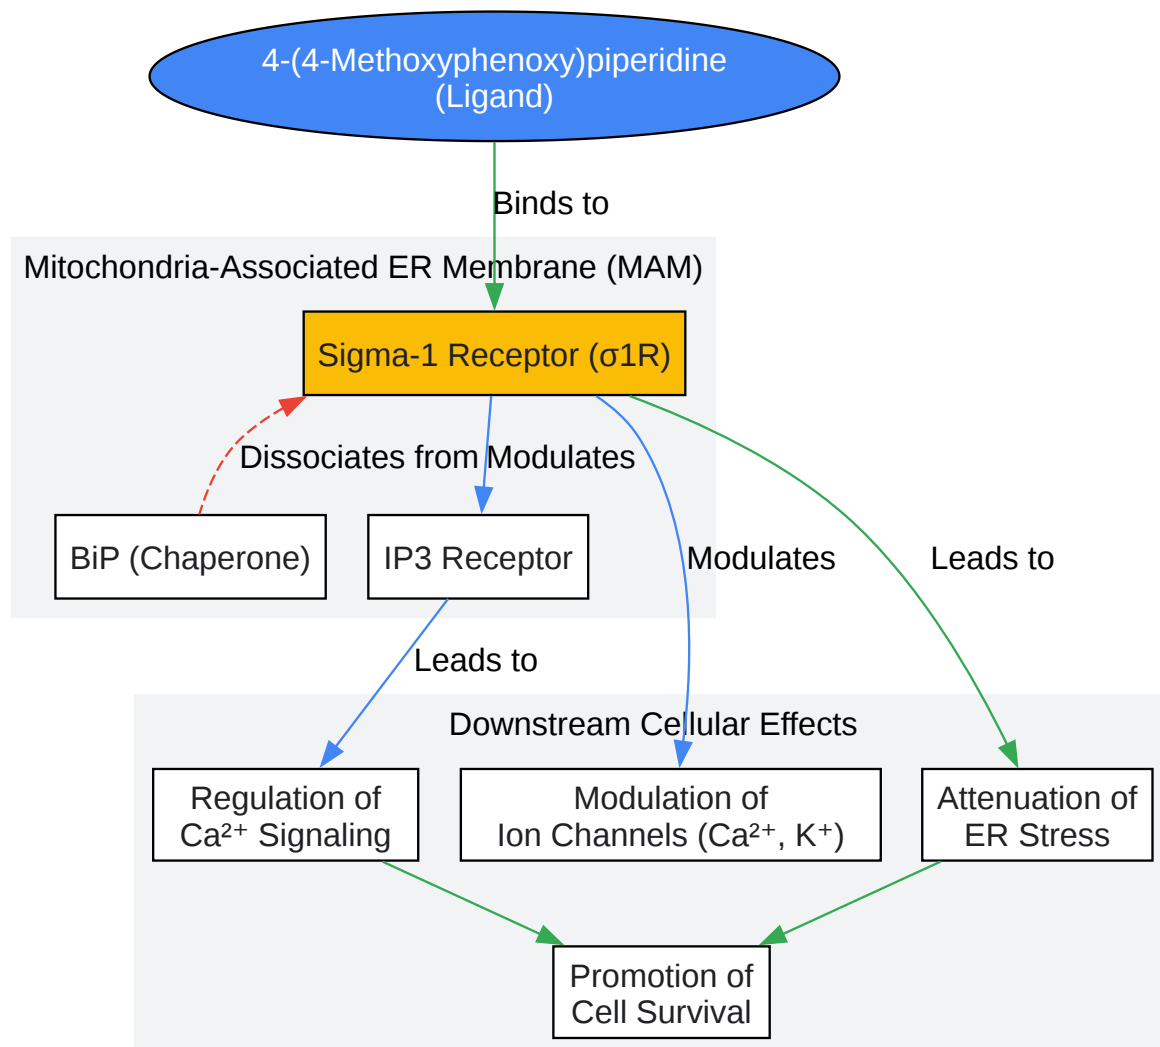 4-(4-Methoxyphenoxy)piperidine
(Ligand)
Binds to
Mitochondria-Associated ER Membrane (MAM)
Sigma-1 Receptor (σ1R)
Dissociates from
Modulates
BiP (Chaperone)
IP3 Receptor
Modulates
Leads to
Leads to
Downstream Cellular Effects
Regulation of
Ca²⁺ Signaling
Modulation of
Ion Channels (Ca²⁺, K⁺)
Attenuation of
ER Stress
Promotion of
Cell Survival